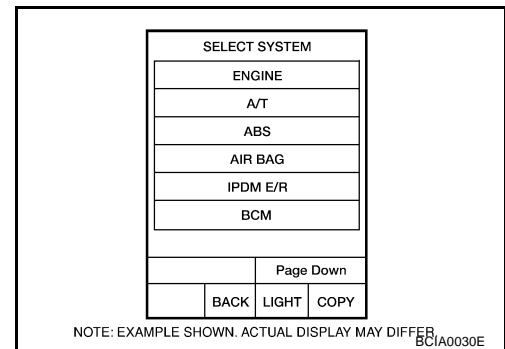 SELECT SYSTEM
ENGINE
A/T
ABS
AIR BAG
IPDM E/R
BCM
Page Down
BACK LIGHT COPY
NOTE: EXAMPLE SHOWN. ACTUAL DISPLAY MAY DIFFER.
BCIA0030E